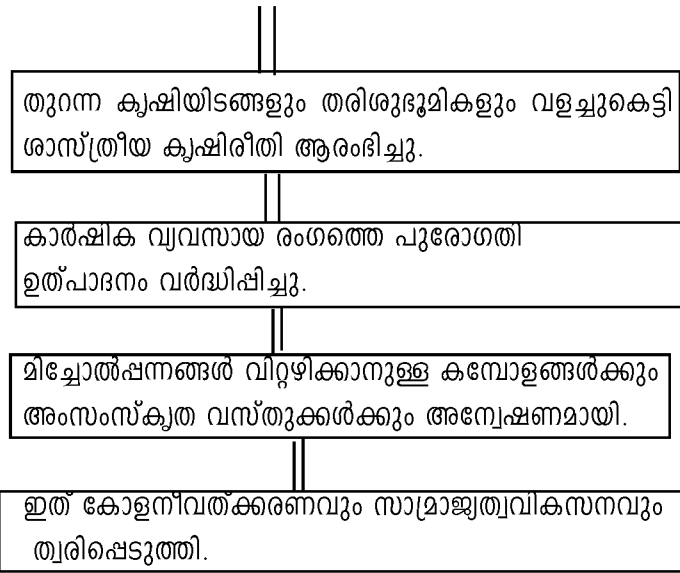 തുറന്ന കൃഷിയിടങ്ങളും തരിശുഭൂമികളും വളച്ചുകെട്ടി
ശാസ്ത്രീയ കൃഷിരീതി ആരംഭിച്ചു.
കാർഷിക വ്യവസായ രംഗത്തെ പുരോഗതി
ഉത്പാദനം വർദ്ധിപ്പിച്ചു.
മിച്ചോൽപ്പന്നങ്ങൾ വിറ്റഴിക്കാനുള്ള കമ്പോളങ്ങൾക്കും
അംസംസ്കൃത വസ്തുക്കൾക്കും അന്വേഷണമായി.
ഇത് കോളനീവത്ക്കരണവും സാമ്രാജ്യത്വവികസനവും
ത്വരിപ്പെടുത്തി.